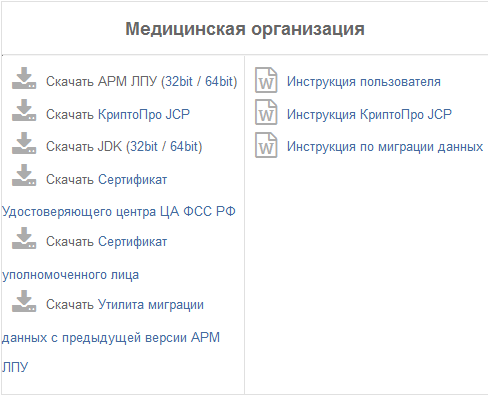 Медицинская организация
Скачать АРМ ЛПУ (32bit / 64bit)
Скачать КриптоПро JCP
Скачать JDK (32bit / 64bit)
Скачать Сертификат
Удостоверяющего центра ЦА ФСС РФ
Скачать Сертификат
уполномоченного лица
Скачать Утилита миграции
данных с предыдущей версии АРМ
ЛПУ
W Инструкция пользователя
W Инструкция КриптоПро JCP
W Инструкция по миграции данных